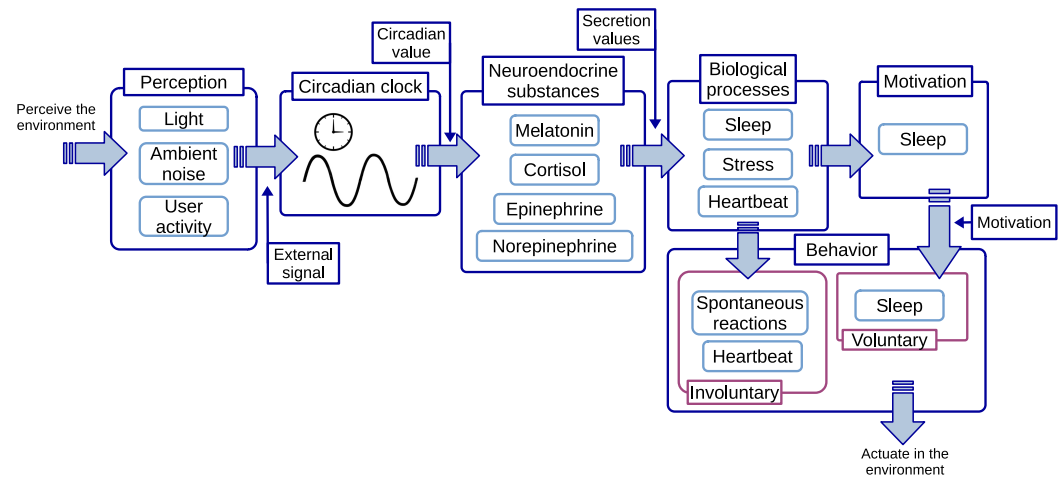 Perceive the
environment
Perception
Light
Ambient
noise
User
activity
External
signal
Circadian clock
Circadian
value
Neuroendocrine
substances
Melatonin
Cortisol
Epinephrine
Norepinephrine
Secretion
values
Biological
processes
Sleep
Stress
Heartbeat
Motivation
Sleep
Motivation
Behavior
Spontaneous
reactions
Heartbeat
Involuntary
Sleep
Voluntary
Actuate in the
environment